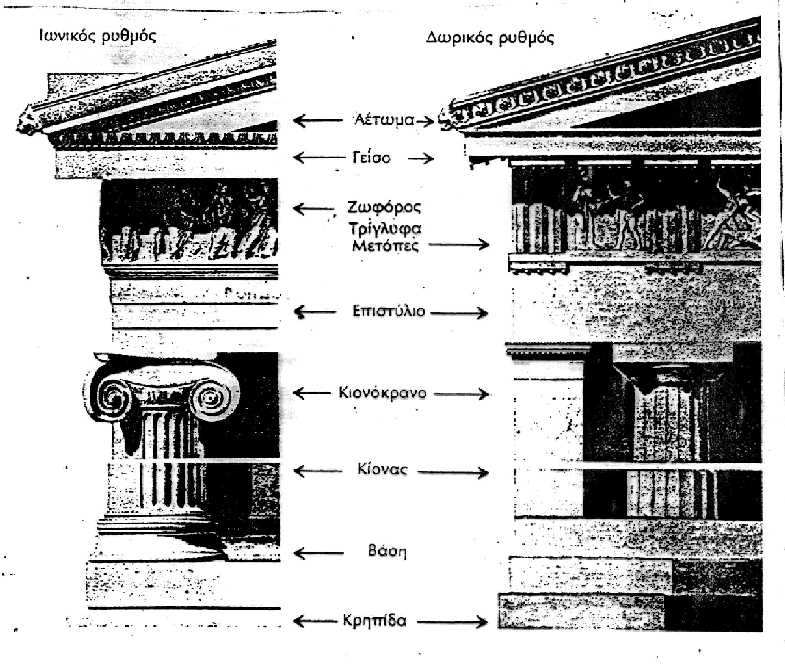 Ιωνικός ρυθμός
Δωρικός ρυθμός
Αέτωμα
Γείσο
Ζωφόρος
Τρίγλυφα
Μετόπες
Επιστύλιο
Κιονόκρανο
Κίονας
Βάση
Κρηπίδα